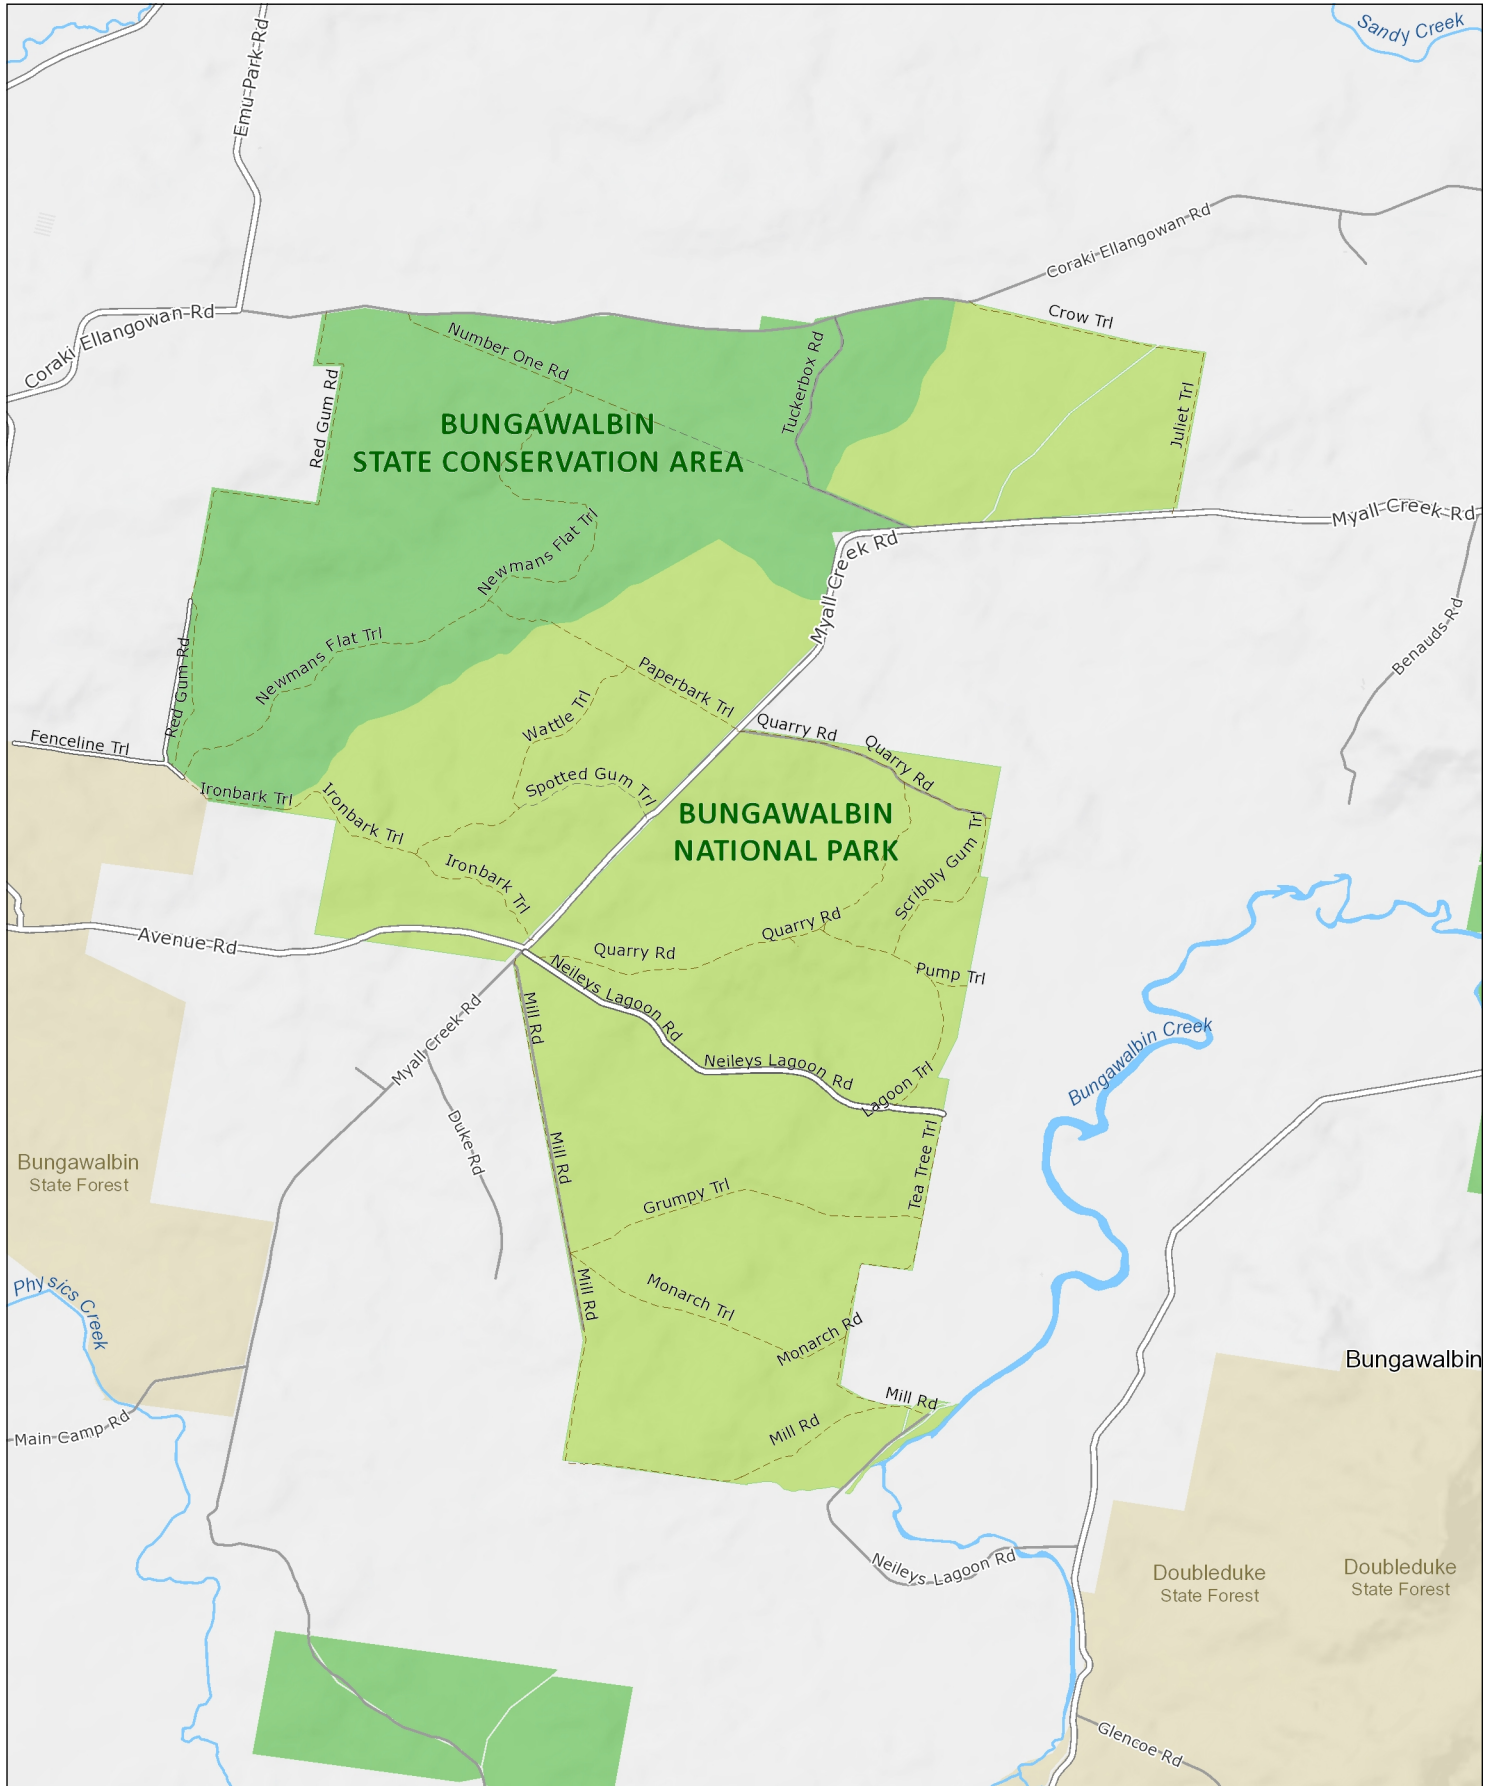 Sandy Creek
Emu-Park-Rd
Coraki-Ellangowan-Rd
Coraki Ellangowan-Rd
Crow Trl
Number One Rd
Tuckerbox Rd
Red Gum Rd
Juliet Trl
BUNGAWALBIN
STATE CONSERVATION AREA
Myall Creek-Rd
Newmans Flat Trl
Myall-Creek Rd
Benauds-Rd
Newmans Flat Trl
Red Gum Rd
Paperbark Trl
Wattle Trl
Quarry Rd
Quarry Rd
Fenceline Trl
Spotted Gum Trl
Ironbark Trl
Ironbark Trl
BUNGAWALBIN
NATIONAL PARK
Scribbly Gum Trl
Ironbark Trl
Quarry Rd
Avenue Rd
Quarry Rd
Pump Trl
Neileys Lagoon Rd
Mill Rd
Myall Creek-Rd
Bungawalbin Creek
Neileys Lagoon Rd
Lagoon Trl
Duke-Rd
Mill Rd
Tea Tree Trl
Bungawalbin
State Forest
Grumpy Trl
Physics Creek
Mill Rd
Monarch Trl
Monarch Rd
Bungawalbin
Mill Rd
Main Camp-Rd
Mill Rd
Neileys-Lagoon-Rd
Doubleduke
State Forest
Doubleduke
State Forest
Glencoe-Rd